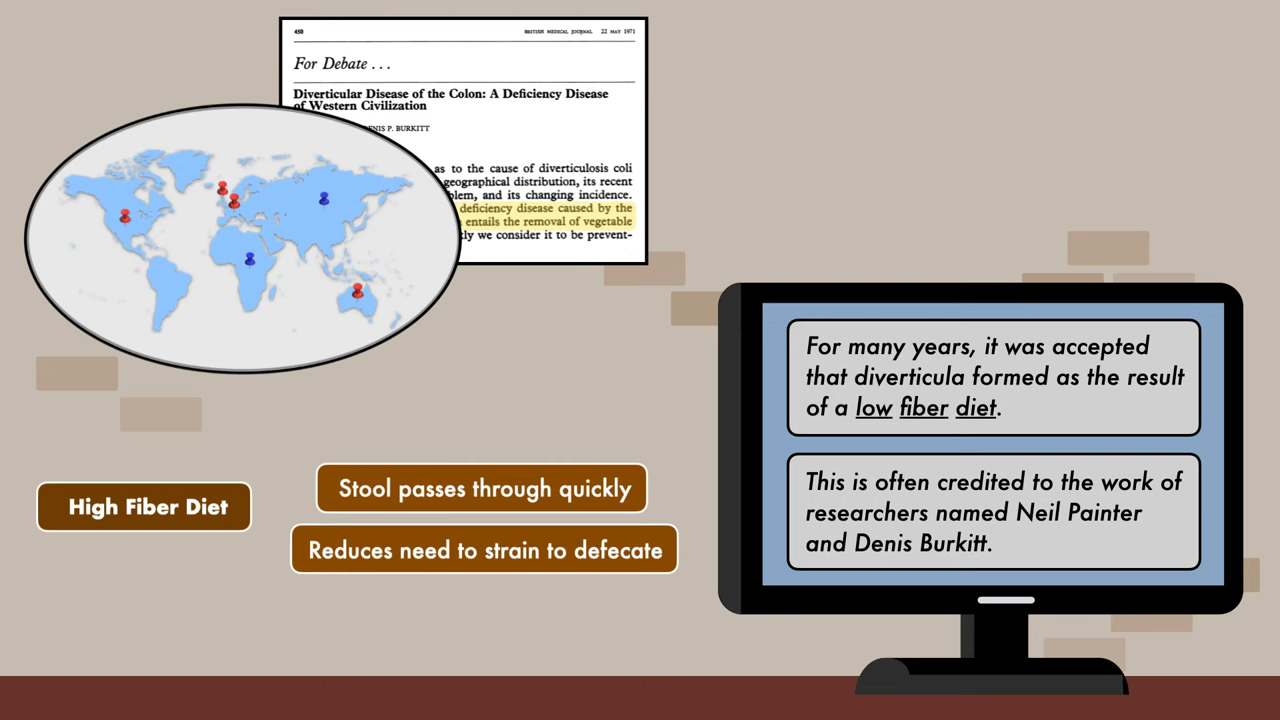 450
BRITISH MEDICAL JOURNAL 22 MAY 1971
For Debate . . .
Diverticular Disease of the Colon: A Deficiency Disease
of Western Civilization
DENIS P. BURKITT
as to the cause of diverticulosis coli
geographical distribution, its recent
and its changing incidence.
deficiency disease caused by the
entails the removal of vegetable
we consider it to be prevent-
High Fiber Diet
Stool passes through quickly
Reduces need to strain to defecate
For many years, it was accepted
that diverticula formed as the result
of a low fiber diet.
This is often credited to the work of
researchers named Neil Painter
and Denis Burkitt.